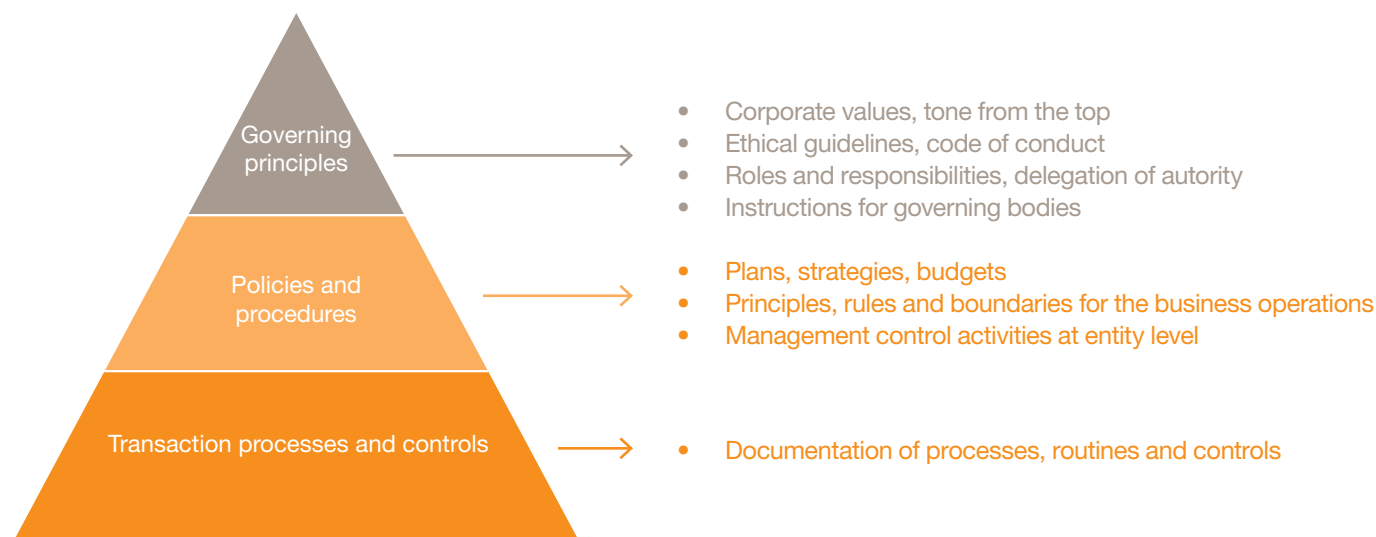 Governing
principles
• Corporate values, tone from the top
• Ethical guidelines, code of conduct
• Roles and responsibilities, delegation of autority
• Instructions for governing bodies
Policies and
procedures
• Plans, strategies, budgets
• Principles, rules and boundaries for the business operations
• Management control activities at entity level
Transaction processes and controls
• Documentation of processes, routines and controls